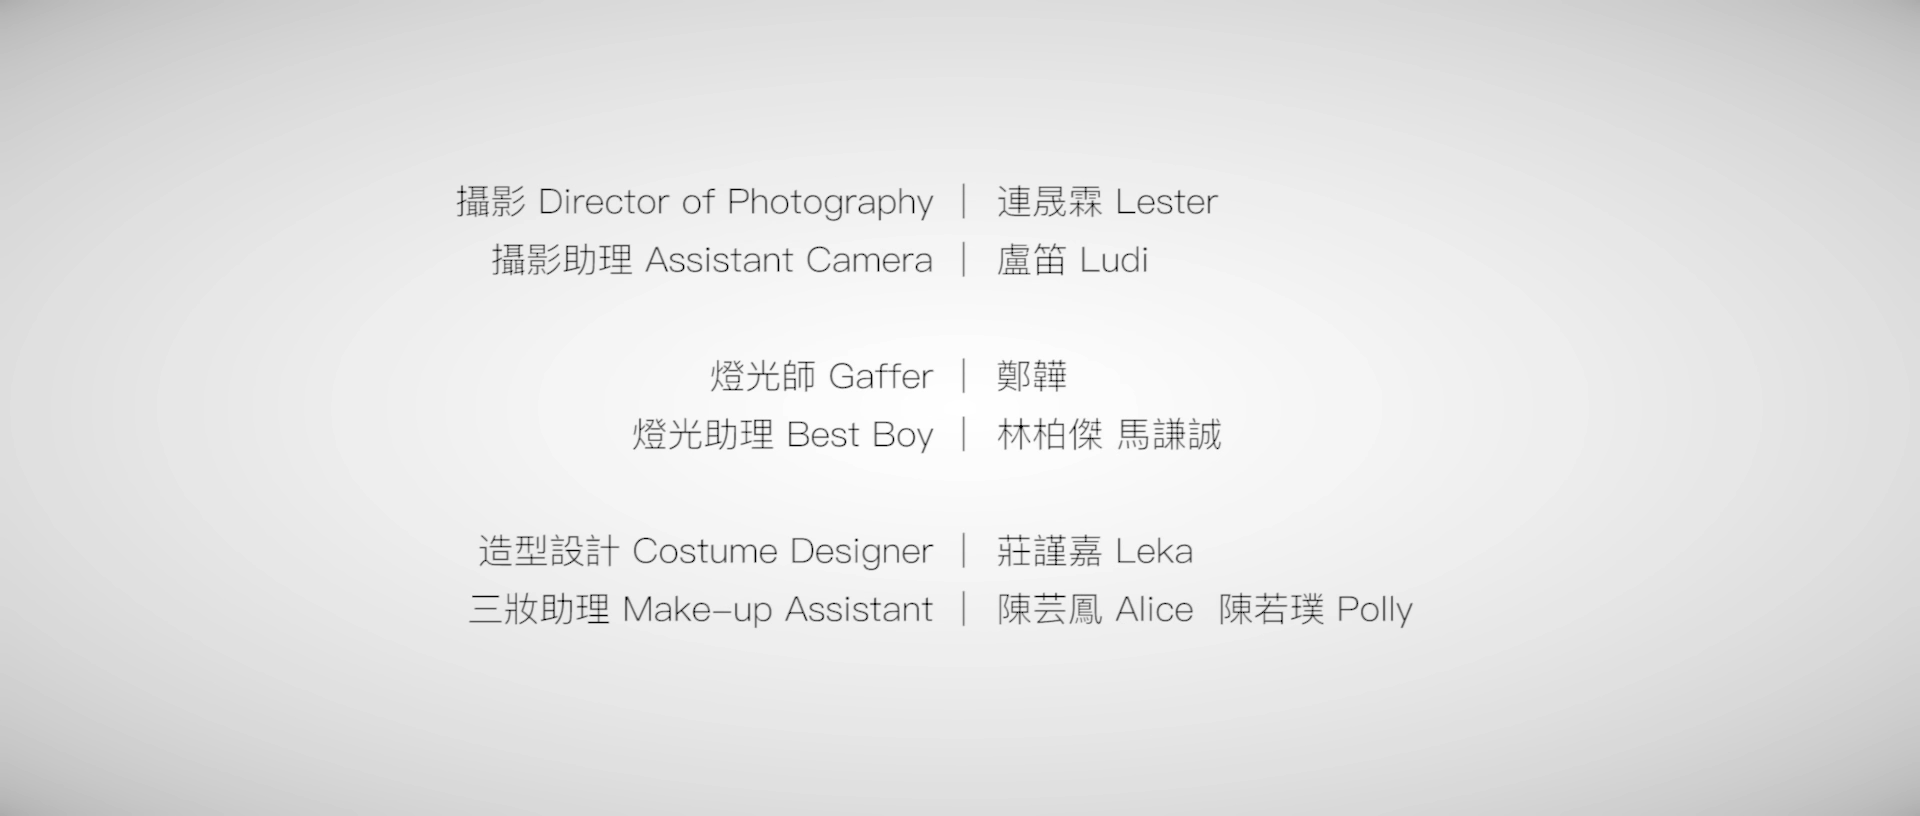 攝影 Director of Photography | 連晟霖 Lester
攝影助理 Assistant Camera | 盧笛 Ludi
燈光師 Gaffer | 鄭韡
燈光助理 Best Boy | 林柏傑 馬謙誠
造型設計 Costume Designer | 莊謹嘉 Leka
三妝助理 Make-up Assistant | 陳芸鳳 Alice 陳若璞 Polly